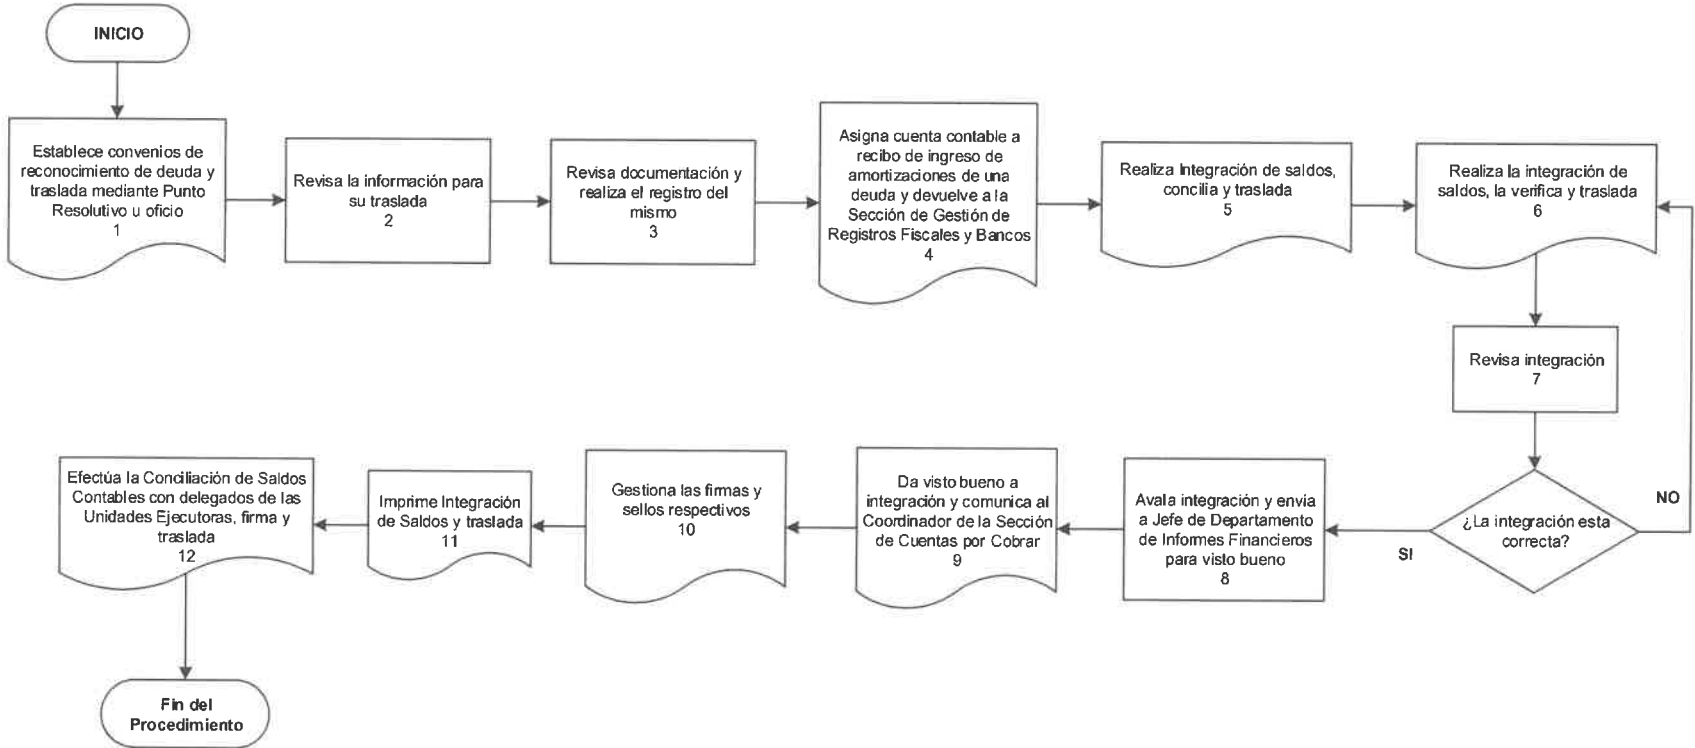 INICIO
Establece convenios de
reconocimiento de deuda y
traslada mediante Punto
Resolutivo u oficio
1
Revisa la información para
su traslada
2
Revisa documentación y
realiza el registro del
mismo
3
Asigna cuenta contable a
recibo de ingreso de
amortizaciones de una
deuda y devuelve a la
Sección de Gestión de
Registros Fiscales y Bancos
4
Realiza Integración de saldos,
concilia y traslada
5
Realiza la integración de
saldos, la verifica y traslada
6
Revisa integración
7
¿La integración esta
correcta?
NO
SI
Avala integración y envía
a Jefe de Departamento
de Informes Financieros
para visto bueno
8
Da visto bueno a
integración y comunica al
Coordinador de la Sección
de Cuentas por Cobrar
9
Gestiona las firmas y
sellos respectivos
10
Imprime Integración
de Saldos y traslada
11
Efectúa la Conciliación de Saldos
Contables con delegados de las
Unidades Ejecutoras, firma y
traslada
12
Fin del
Procedimiento